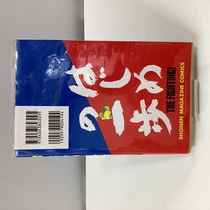 はじめの一歩
THE FIGHTING!
SHONEN MAGAZINE COMICS